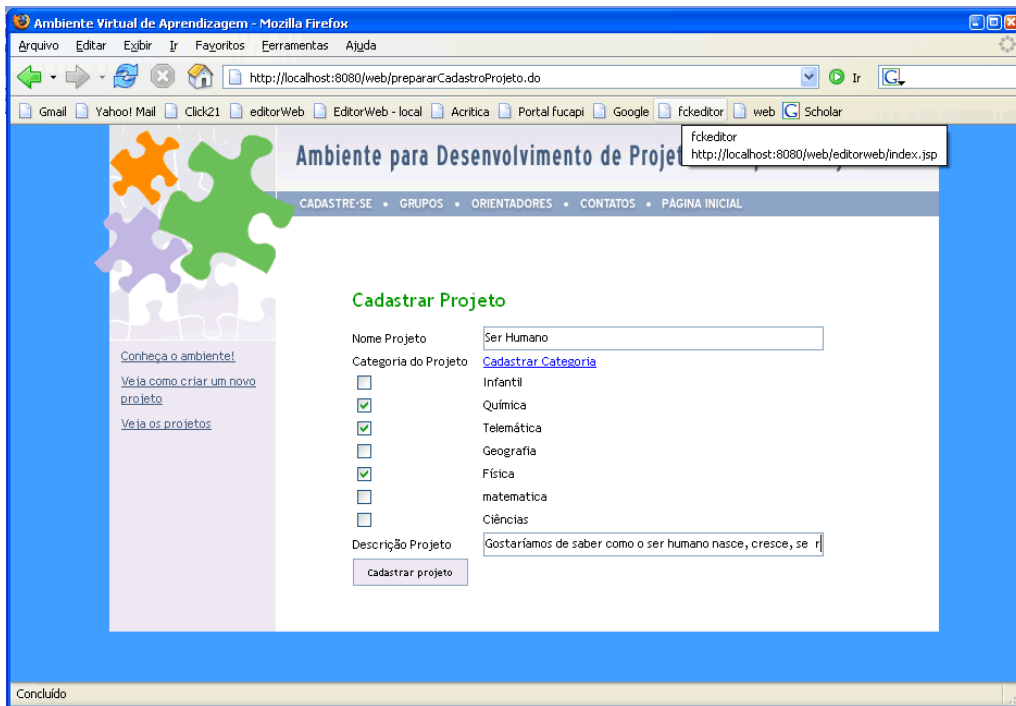 Ambiente Virtual de Aprendizagem - Mozilla Firefox
Arquivo Editar Exibir Ir Favoritos Ferramentas Ajuda
http://localhost:8080/web/prepararCadastroProjeto.do Ir G
Gmail Yahoo! Mail Click21 editorWeb EditorWeb - local Acritica Portal fucapi Google fckeditor web G Scholar
fckeditor
http://localhost:8080/web/editorweb/index.jsp
Ambiente para Desenvolvimento de Proje
CADASTRE-SE • GRUPOS • ORIENTADORES • CONTATOS • PÁGINA INICIAL
Cadastrar Projeto
Nome Projeto Ser Humano
Categoria do Projeto Cadastrar Categoria
Infantil
Química
Telemática
Geografia
Física
matematica
Ciências
Descrição Projeto Gostaríamos de saber como o ser humano nasce, cresce, se r
Cadastrar projeto
Conheça o ambiente!
Veja como criar um novo
projeto
Veja os projetos
Concluído